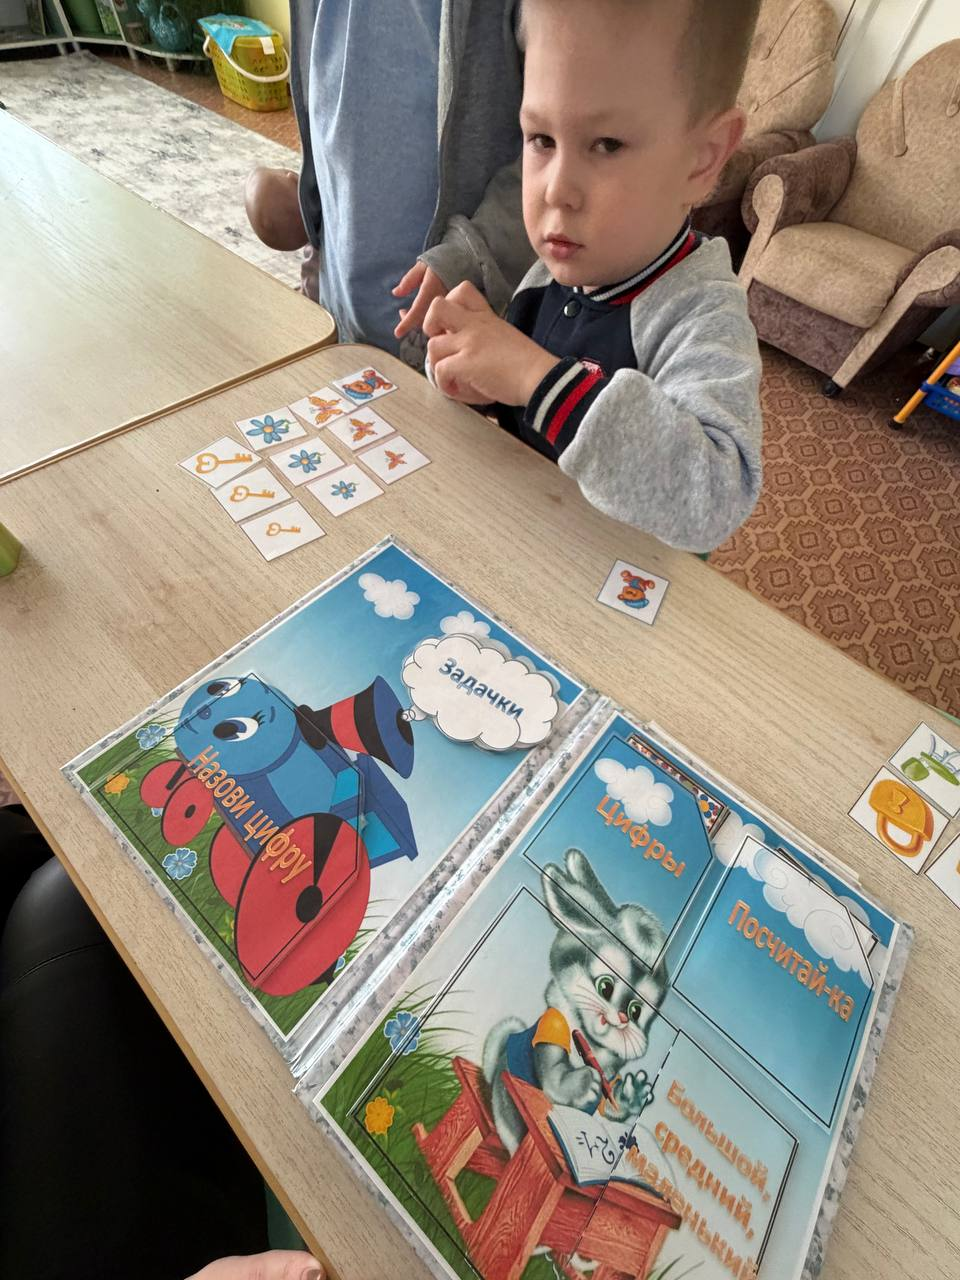 Задачки
Назови цифру
Цифры
Посчитай-ка
Большой,
средний,
маленький